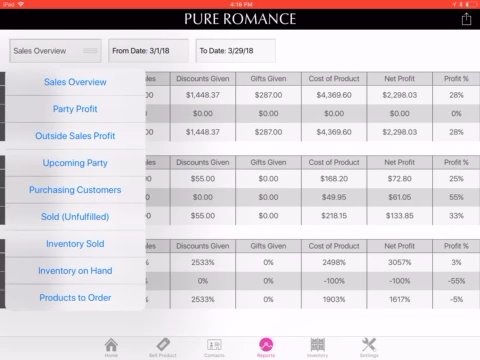 iPad 4:16 PM
PURE ROMANCE
Sales Overview From Date: 3/1/18 To Date: 3/29/18
Sales Overview
Party Profit
Outside Sales Profit
Upcoming Party
Purchasing Customers
Sold (Unfulfilled)
Inventory Sold
Inventory on Hand
Products to Order
Discounts Given Gifts Given Cost of Product Net Profit Profit %
$1,448.37 $287.00 $4,369.60 $2,298.03 28%
$0.00 $0.00 $0.00 $0.00 0%
$1,448.37 $287.00 $4,369.60 $2,298.03 28%
Discounts Given Gifts Given Cost of Product Net Profit Profit %
$55.00 $0.00 $168.20 $72.80 25%
$0.00 $0.00 $49.95 $61.05 55%
$55.00 $0.00 $218.15 $133.85 33%
Discounts Given Gifts Given Cost of Product Net Profit Profit %
2533% 0% 2498% 3057% 3%
0% 0% -100% -100% -55%
2533% 0% 1903% 1617% -5%
Home Sell Product Contacts Reports Inventory Settings